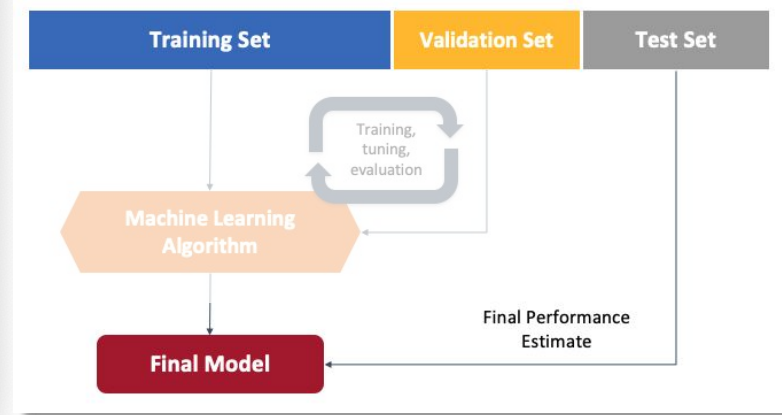 Training Set
Validation Set
Test Set
Training,
tuning,
evaluation
Machine Learning
Algorithm
Final Performance
Estimate
Final Model